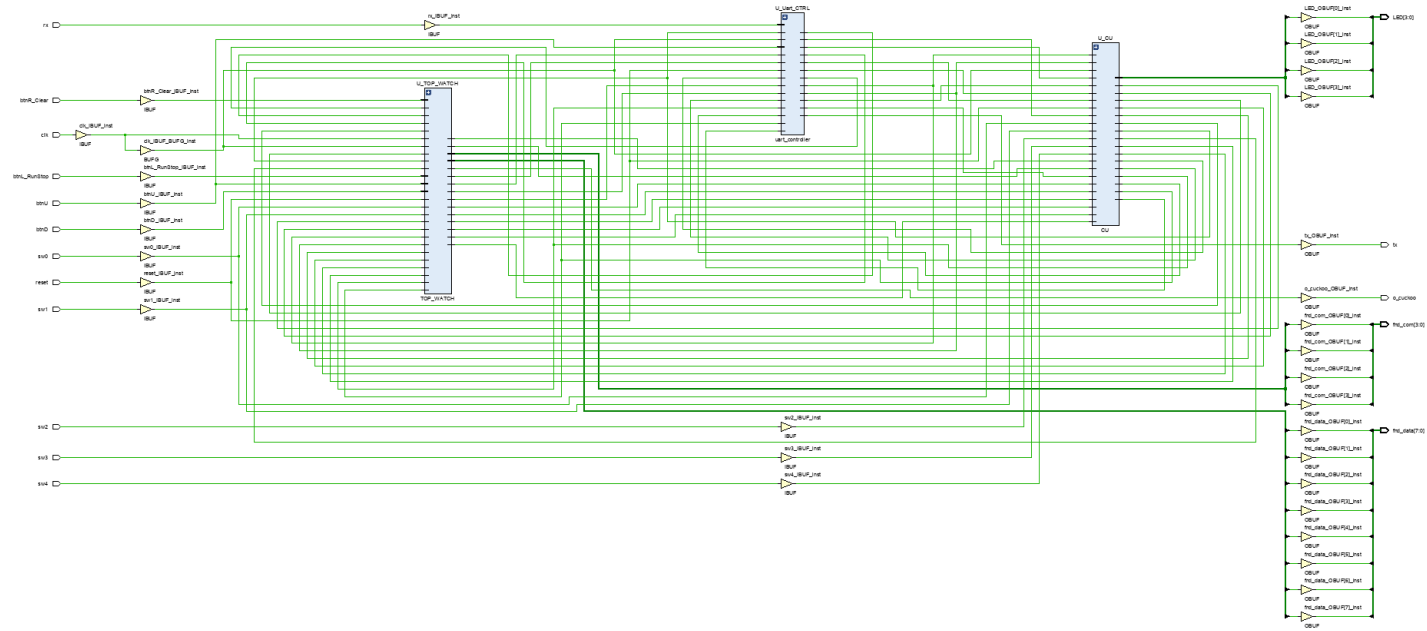 rx
rx_IBUF_inst
IBUF
U_Uart_CTRL
uart_controller
U_CU
CU
LED_OBUF[0]_inst
OBUF
LED[3:0]
LED_OBUF[1]_inst
OBUF
LED_OBUF[2]_inst
OBUF
LED_OBUF[3]_inst
OBUF
U_TOP_WATCH
TOP_WATCH
btnR_Clear
btnR_Clear_IBUF_inst
IBUF
clk
clk_IBUF_inst
IBUF
clk_IBUF_BUFG_inst
BUFG
btnL_RunStop
btnL_RunStop_IBUF_inst
IBUF
btnU
btnU_IBUF_inst
IBUF
btnD
btnD_IBUF_inst
IBUF
sw0
sw0_IBUF_inst
IBUF
reset
reset_IBUF_inst
IBUF
sw1
sw1_IBUF_inst
IBUF
tx_OBUF_inst
OBUF
tx
o_cuckoo_OBUF_inst
OBUF
o_cuckoo
fnd_com_OBUF[0]_inst
OBUF
fnd_com[3:0]
fnd_com_OBUF[1]_inst
OBUF
fnd_com_OBUF[2]_inst
OBUF
fnd_com_OBUF[3]_inst
OBUF
sw2
sw2_IBUF_inst
IBUF
sw3
sw3_IBUF_inst
IBUF
sw4
sw4_IBUF_inst
IBUF
fnd_data_OBUF[0]_inst
OBUF
fnd_data[7:0]
fnd_data_OBUF[1]_inst
OBUF
fnd_data_OBUF[2]_inst
OBUF
fnd_data_OBUF[3]_inst
OBUF
fnd_data_OBUF[4]_inst
OBUF
fnd_data_OBUF[5]_inst
OBUF
fnd_data_OBUF[6]_inst
OBUF
fnd_data_OBUF[7]_inst
OBUF